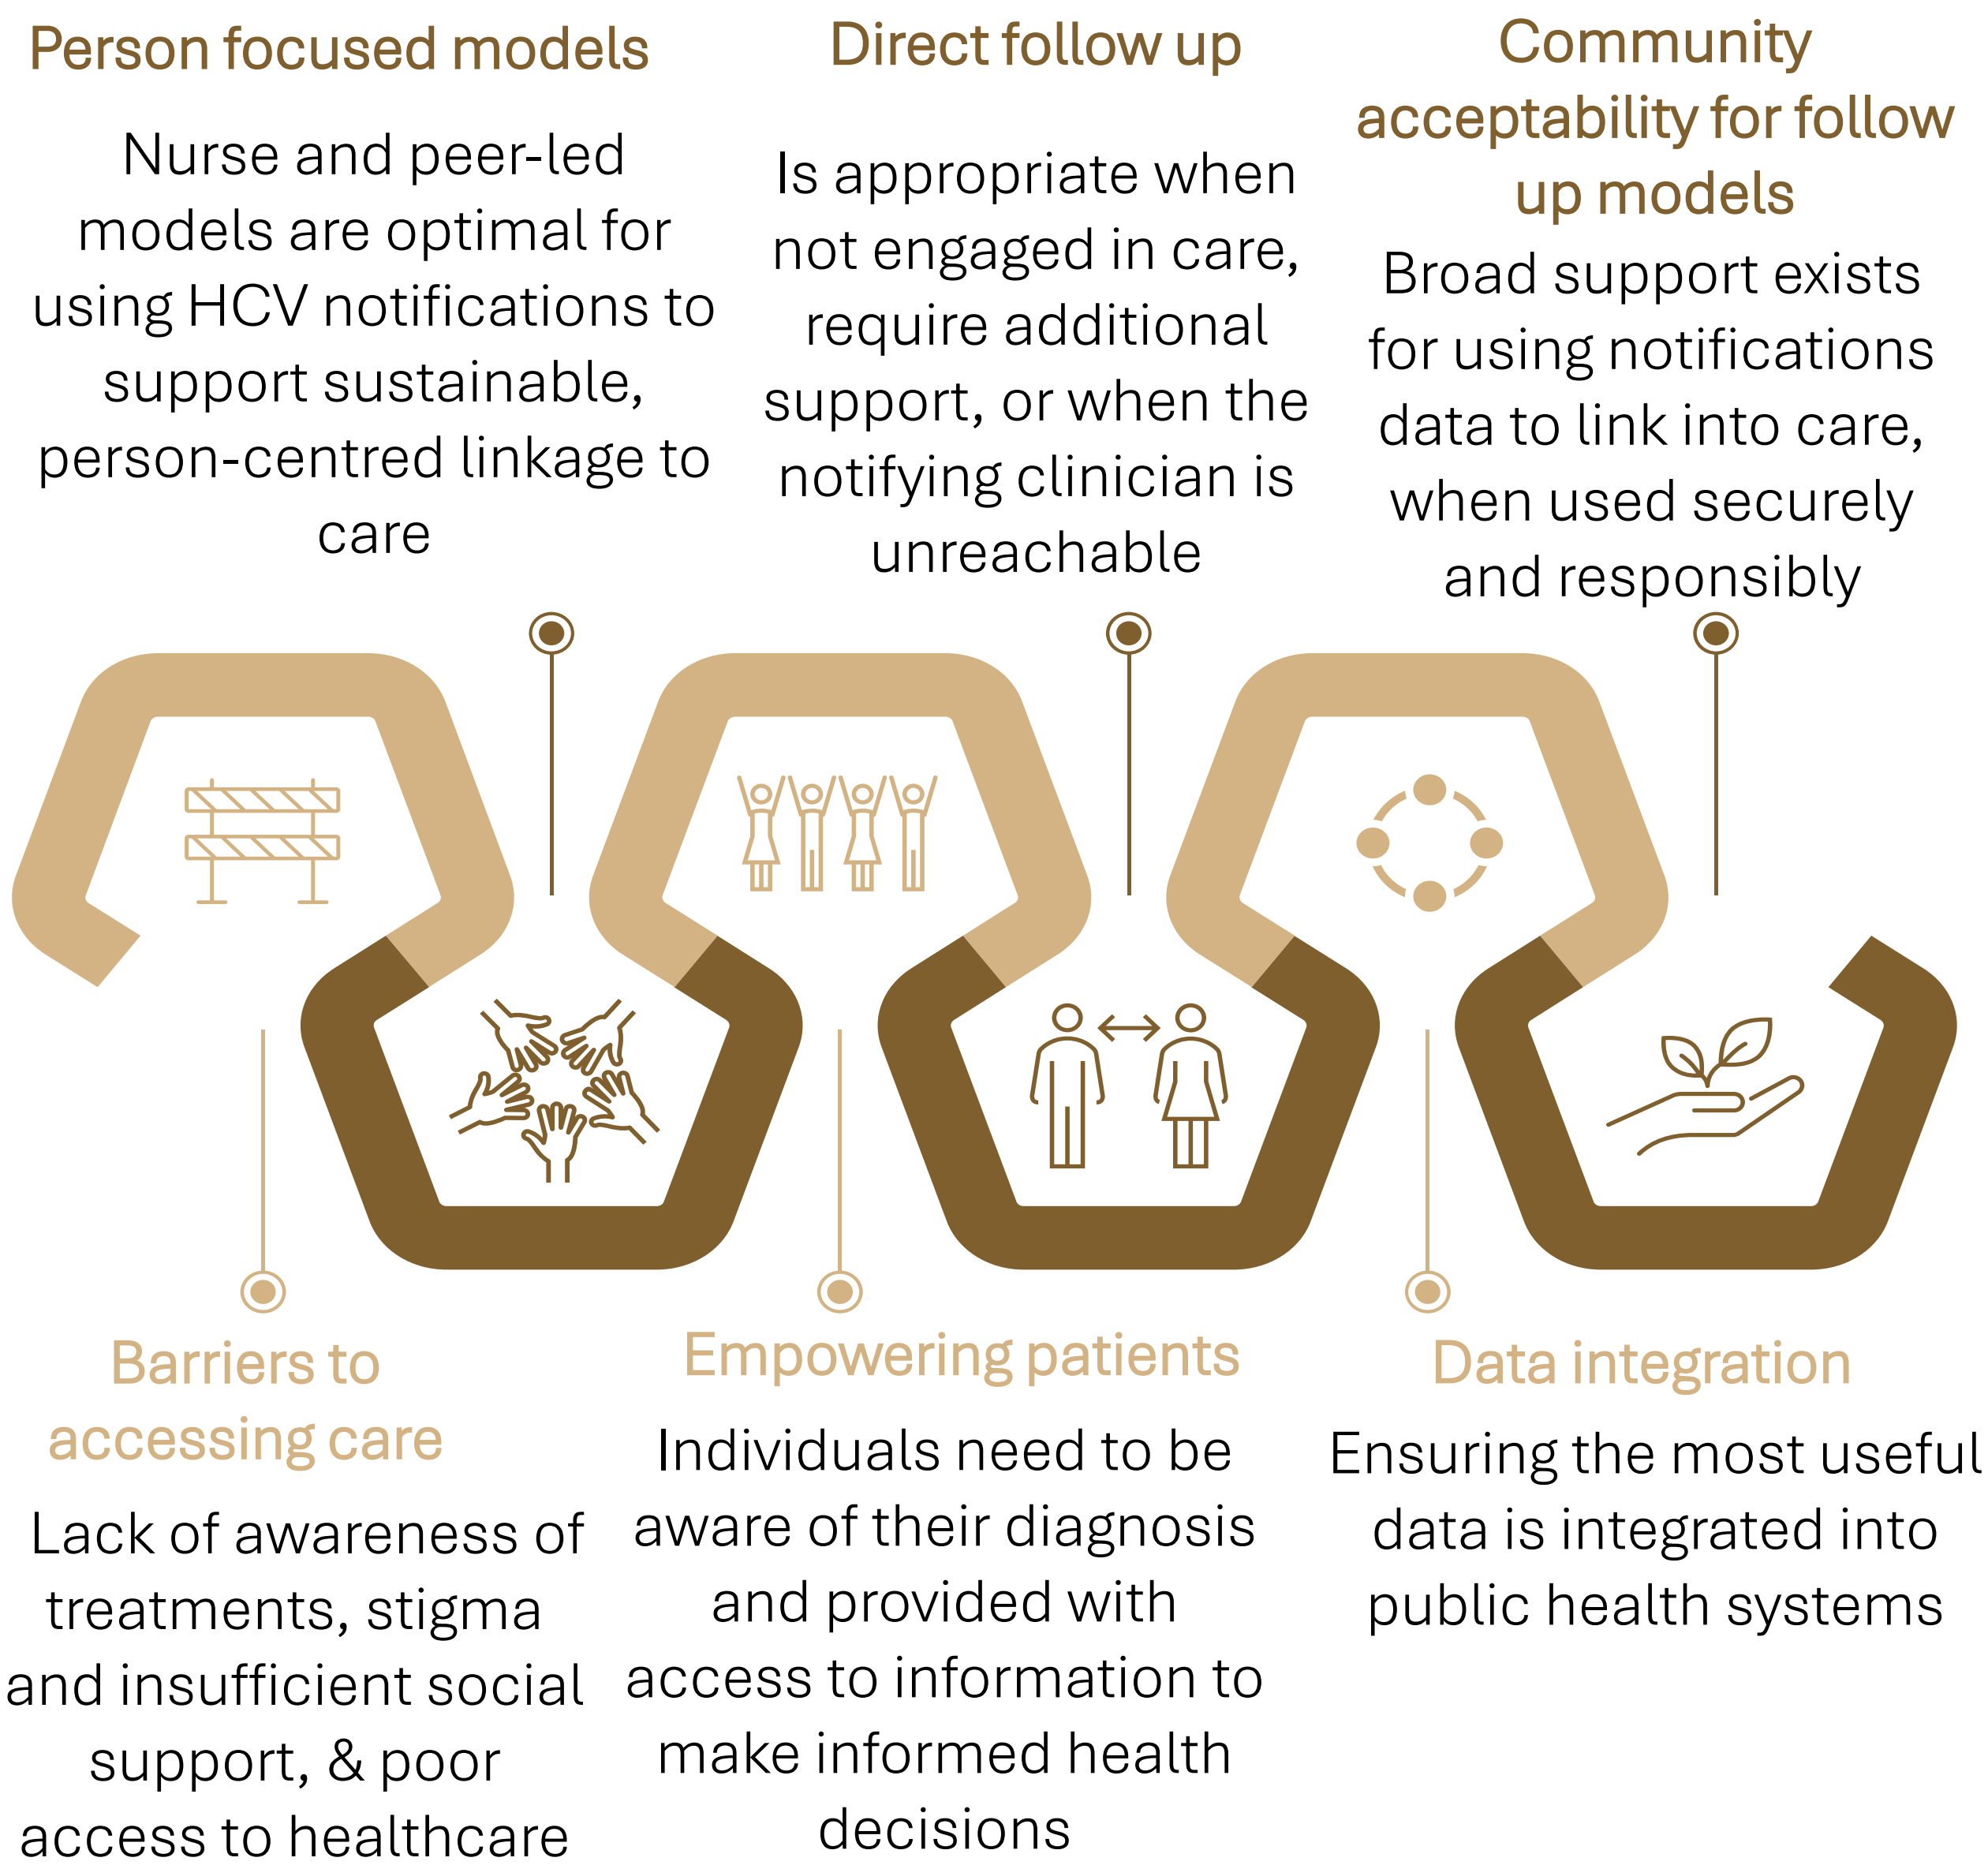 Person focused models
Nurse and peer-led
models are optimal for
using HCV notifications to
support sustainable,
person-centred linkage to
care
Direct follow up
Is appropriate when
not engaged in care,
require additional
support, or when the
notifying clinician is
unreachable
Community
acceptability for follow
up models
Broad support exists
for using notifications
data to link into care,
when used securely
and responsibly
Barriers to
accessing care
Lack of awareness of
treatments, stigma
and insufficient social
support, & poor
access to healthcare
Empowering patients
Individuals need to be
aware of their diagnosis
and provided with
access to information to
make informed health
decisions
Data integration
Ensuring the most useful
data is integrated into
public health systems